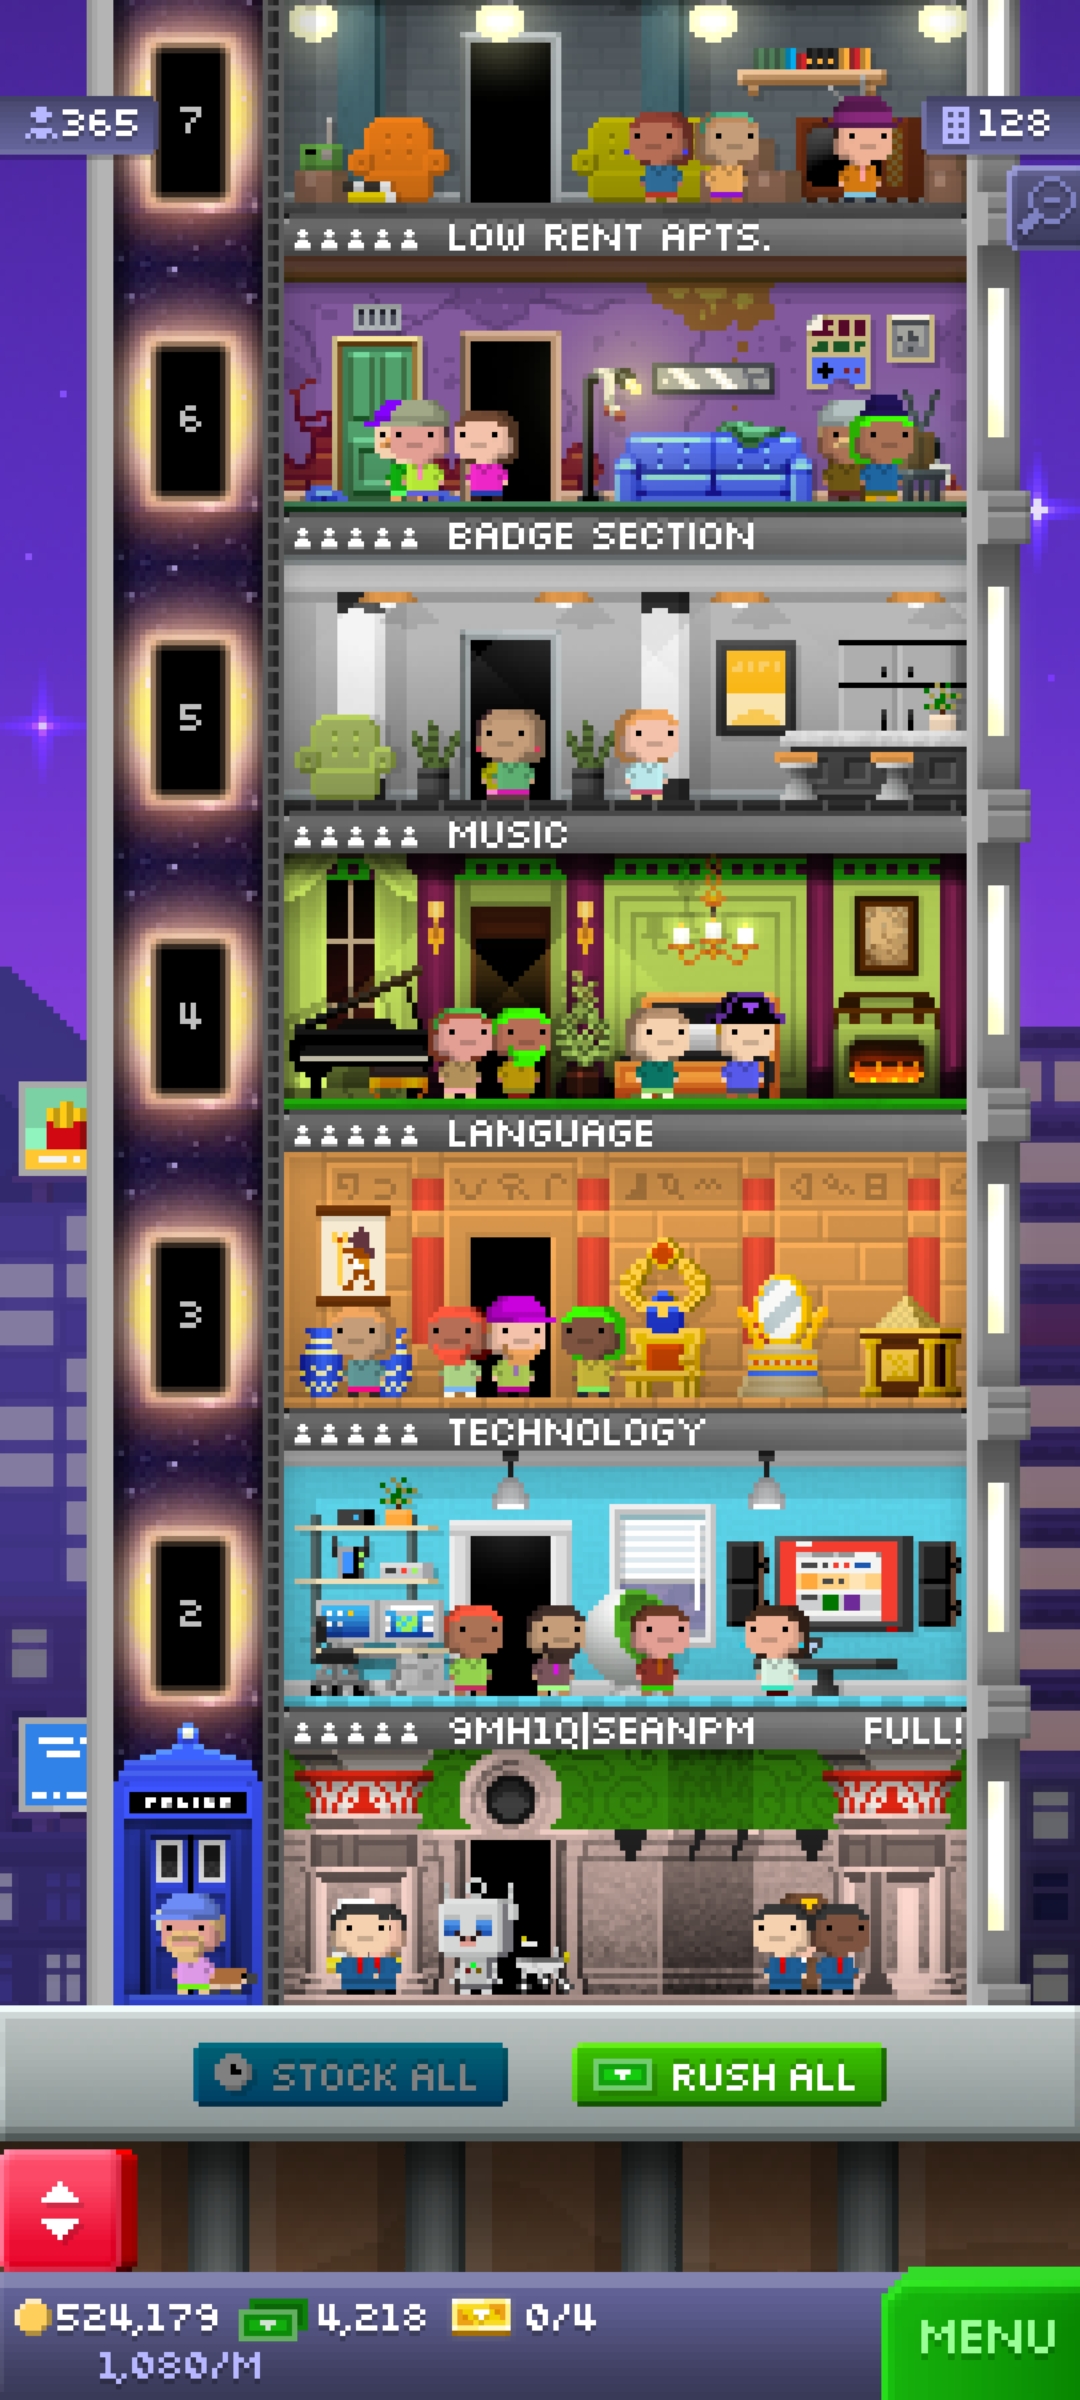 7
365
128
LOW RENT APTS.
6
BADGE SECTION
5
MUSIC
4
LANGUAGE
3
TECHNOLOGY
2
9MH1Q|SEANPM FULL!
POLICE
STOCK ALL
RUSH ALL
524,179 4,218 0/4
1,080/M
MENU